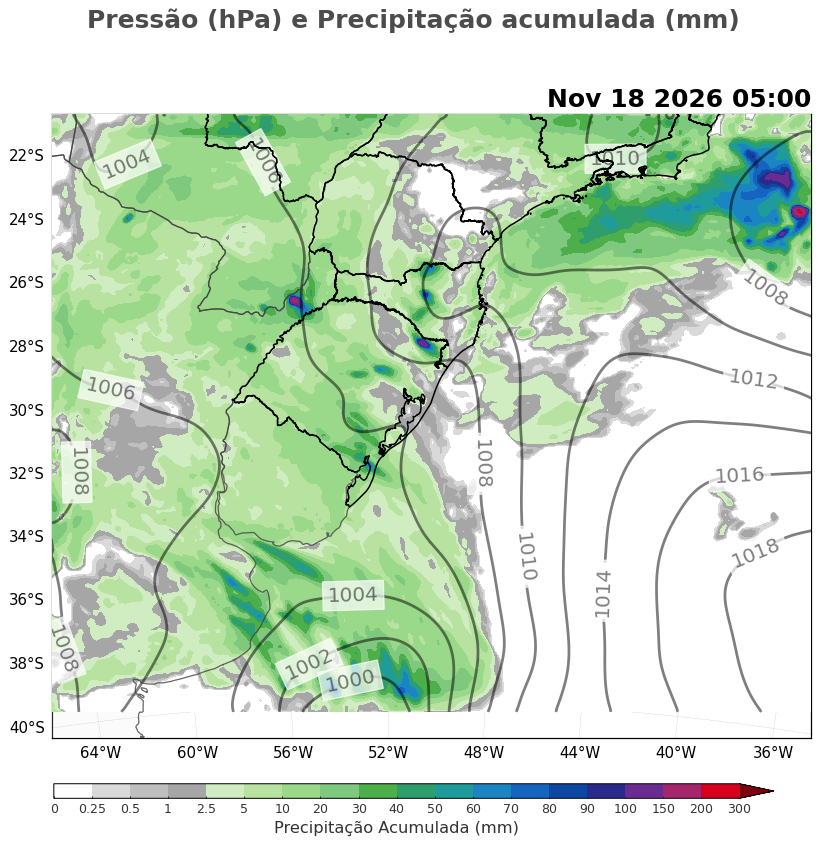 Pressão (hPa) e Precipitação acumulada (mm)
Nov 18 2026 05:00
1004
1006
1010
22°S
24°S
1008
26°S
28°S
1006
1012
30°S
1008
1008
1016
32°S
34°S
1010
1018
1014
36°S
1004
1008
1002
38°S
1000
40°S
64°W 60°W 56°W 52°W 48°W 44°W 40°W 36°W
0 0.25 0.5 1 2.5 5 10 20 30 40 50 60 70 80 90 100 150 200 300
Precipitação Acumulada (mm)